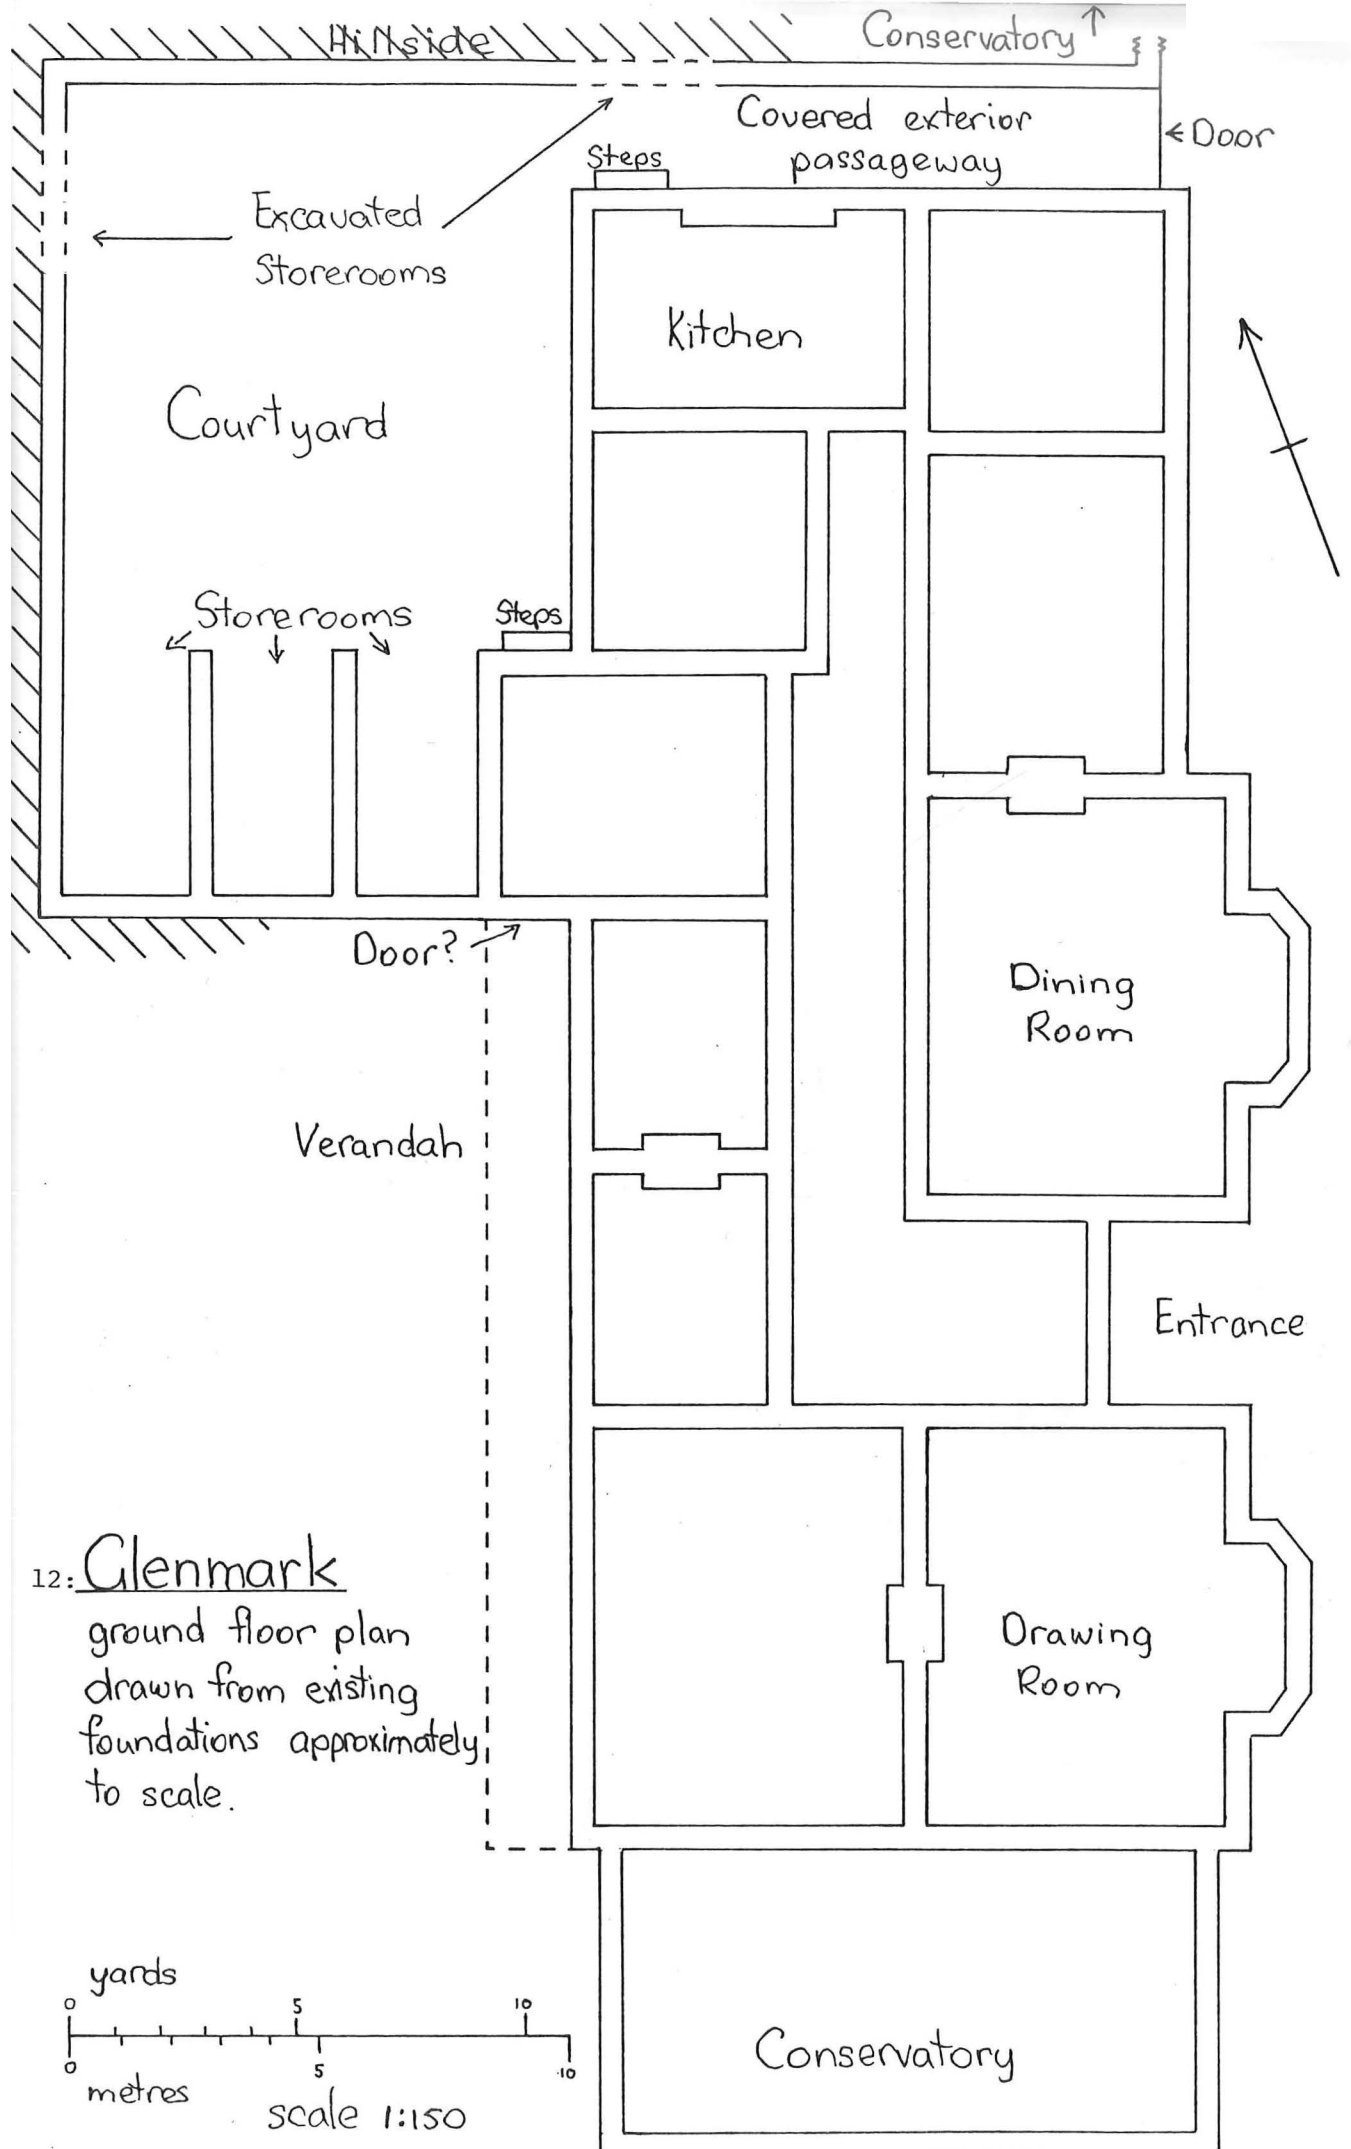 Hillside
Conservatory ↑
Covered exterior
passageway
← Door
Steps
Excavated
Storerooms
Kitchen
Courtyard
Storerooms
Steps
Door?
Dining
Room
Verandah
Entrance
12: Glenmark
ground floor plan
drawn from existing
foundations approximately
to scale.
Drawing
Room
yards
0 5 10
0 5 10
metres
scale 1:150
Conservatory